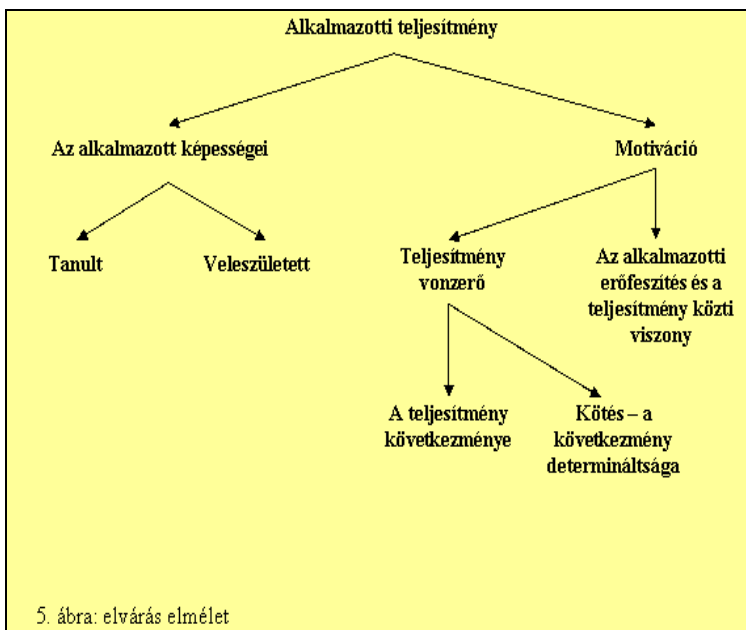 Alkalmazotti teljesítmény
Az alkalmazott képességei
Motiváció
Tanult
Veleszületett
Teljesítmény
vonzerő
Az alkalmazotti
erőfeszítés és a
teljesítmény közti
viszony
A teljesítmény
következménye
Kötés – a
következmény
determináltsága
5. ábra: elvárás elmélet